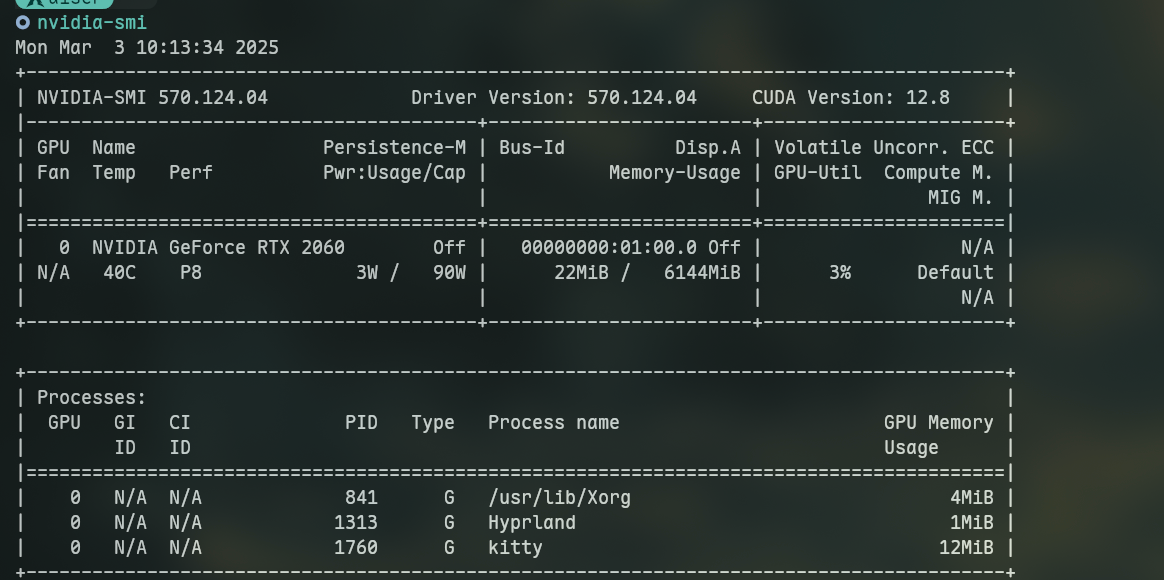 nvidia-smi
Mon Mar  3 10:13:34 2025
+-----------------------------------------------------------------------------------------+
| NVIDIA-SMI 570.124.04             Driver Version: 570.124.04     CUDA Version: 12.8     |
|-----------------------------------------+------------------------+----------------------+
| GPU  Name                 Persistence-M | Bus-Id          Disp.A | Volatile Uncorr. ECC |
| Fan  Temp   Perf          Pwr:Usage/Cap |           Memory-Usage | GPU-Util  Compute M. |
|                                         |                        |               MIG M. |
|=========================================+========================+======================|
|   0  NVIDIA GeForce RTX 2060        Off |   00000000:01:00.0 Off |                  N/A |
| N/A   40C    P8              3W /   90W |      22MiB /   6144MiB |      3%      Default |
|                                         |                        |                  N/A |
+-----------------------------------------+------------------------+----------------------+
+-----------------------------------------------------------------------------------------+
| Processes:                                                                              |
|  GPU   GI   CI              PID   Type   Process name                        GPU Memory |
|        ID   ID                                                               Usage      |
|=========================================================================================|
|    0   N/A  N/A             841      G   /usr/lib/Xorg                             4MiB |
|    0   N/A  N/A            1313      G   Hyprland                                  1MiB |
|    0   N/A  N/A            1760      G   kitty                                    12MiB |
+-----------------------------------------------------------------------------------------+